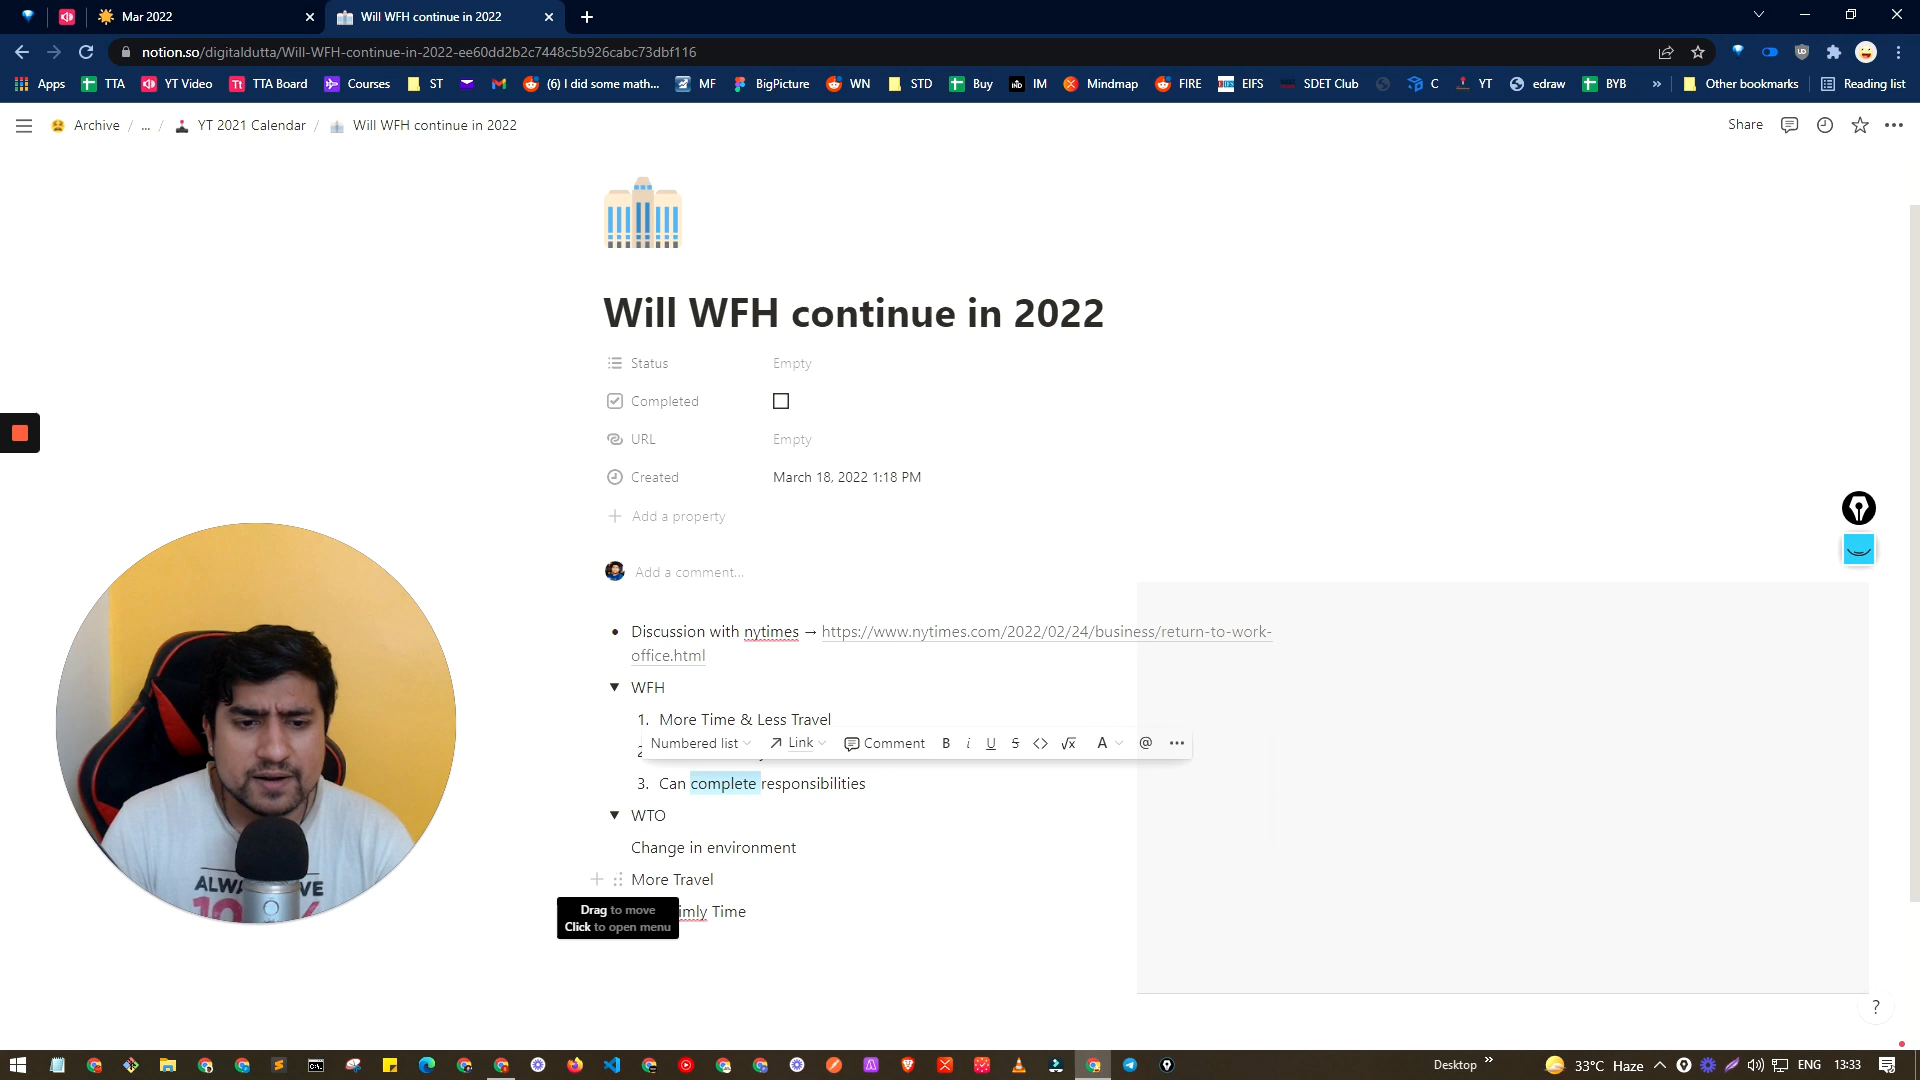 Mar 2022
Will WFH continue in 2022
notion.so/digitaldutta/Will-WFH-continue-in-2022-ee60dd2b2c7448c5b926cabc73dbf116
Apps TTA YT Video TTA Board Courses ST (6) I did some math... MF BigPicture WN STD Buy IM Mindmap FIRE EIFS SDET Club C YT edraw BYB » Other bookmarks Reading list
Archive / ... / YT 2021 Calendar / Will WFH continue in 2022
Share
Will WFH continue in 2022
Status Empty
Completed
URL Empty
Created March 18, 2022 1:18 PM
Add a property
Add a comment...
Discussion with nytimes → https://www.nytimes.com/2022/02/24/business/return-to-work-
office.html
WFH
1. More Time & Less Travel
Numbered list Link Comment B i U S <> √x A @ •••
3. Can complete responsibilities
WTO
Change in environment
More Travel
Drag to move
Click to open menu
imly Time
ALW VE
?
Desktop » 33°C Haze ENG 13:33